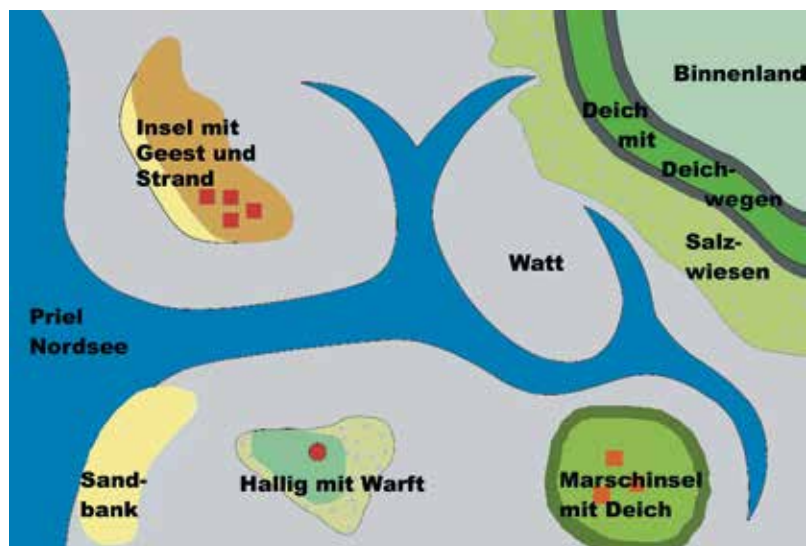 Binnenland
Deich
mit
Deich-
wegen
Insel mit
Geest und
Strand
Salz-
wiesen
Watt
Priel
Nordsee
Sand-
bank
Hallig mit Warft
Marschinsel
mit Deich